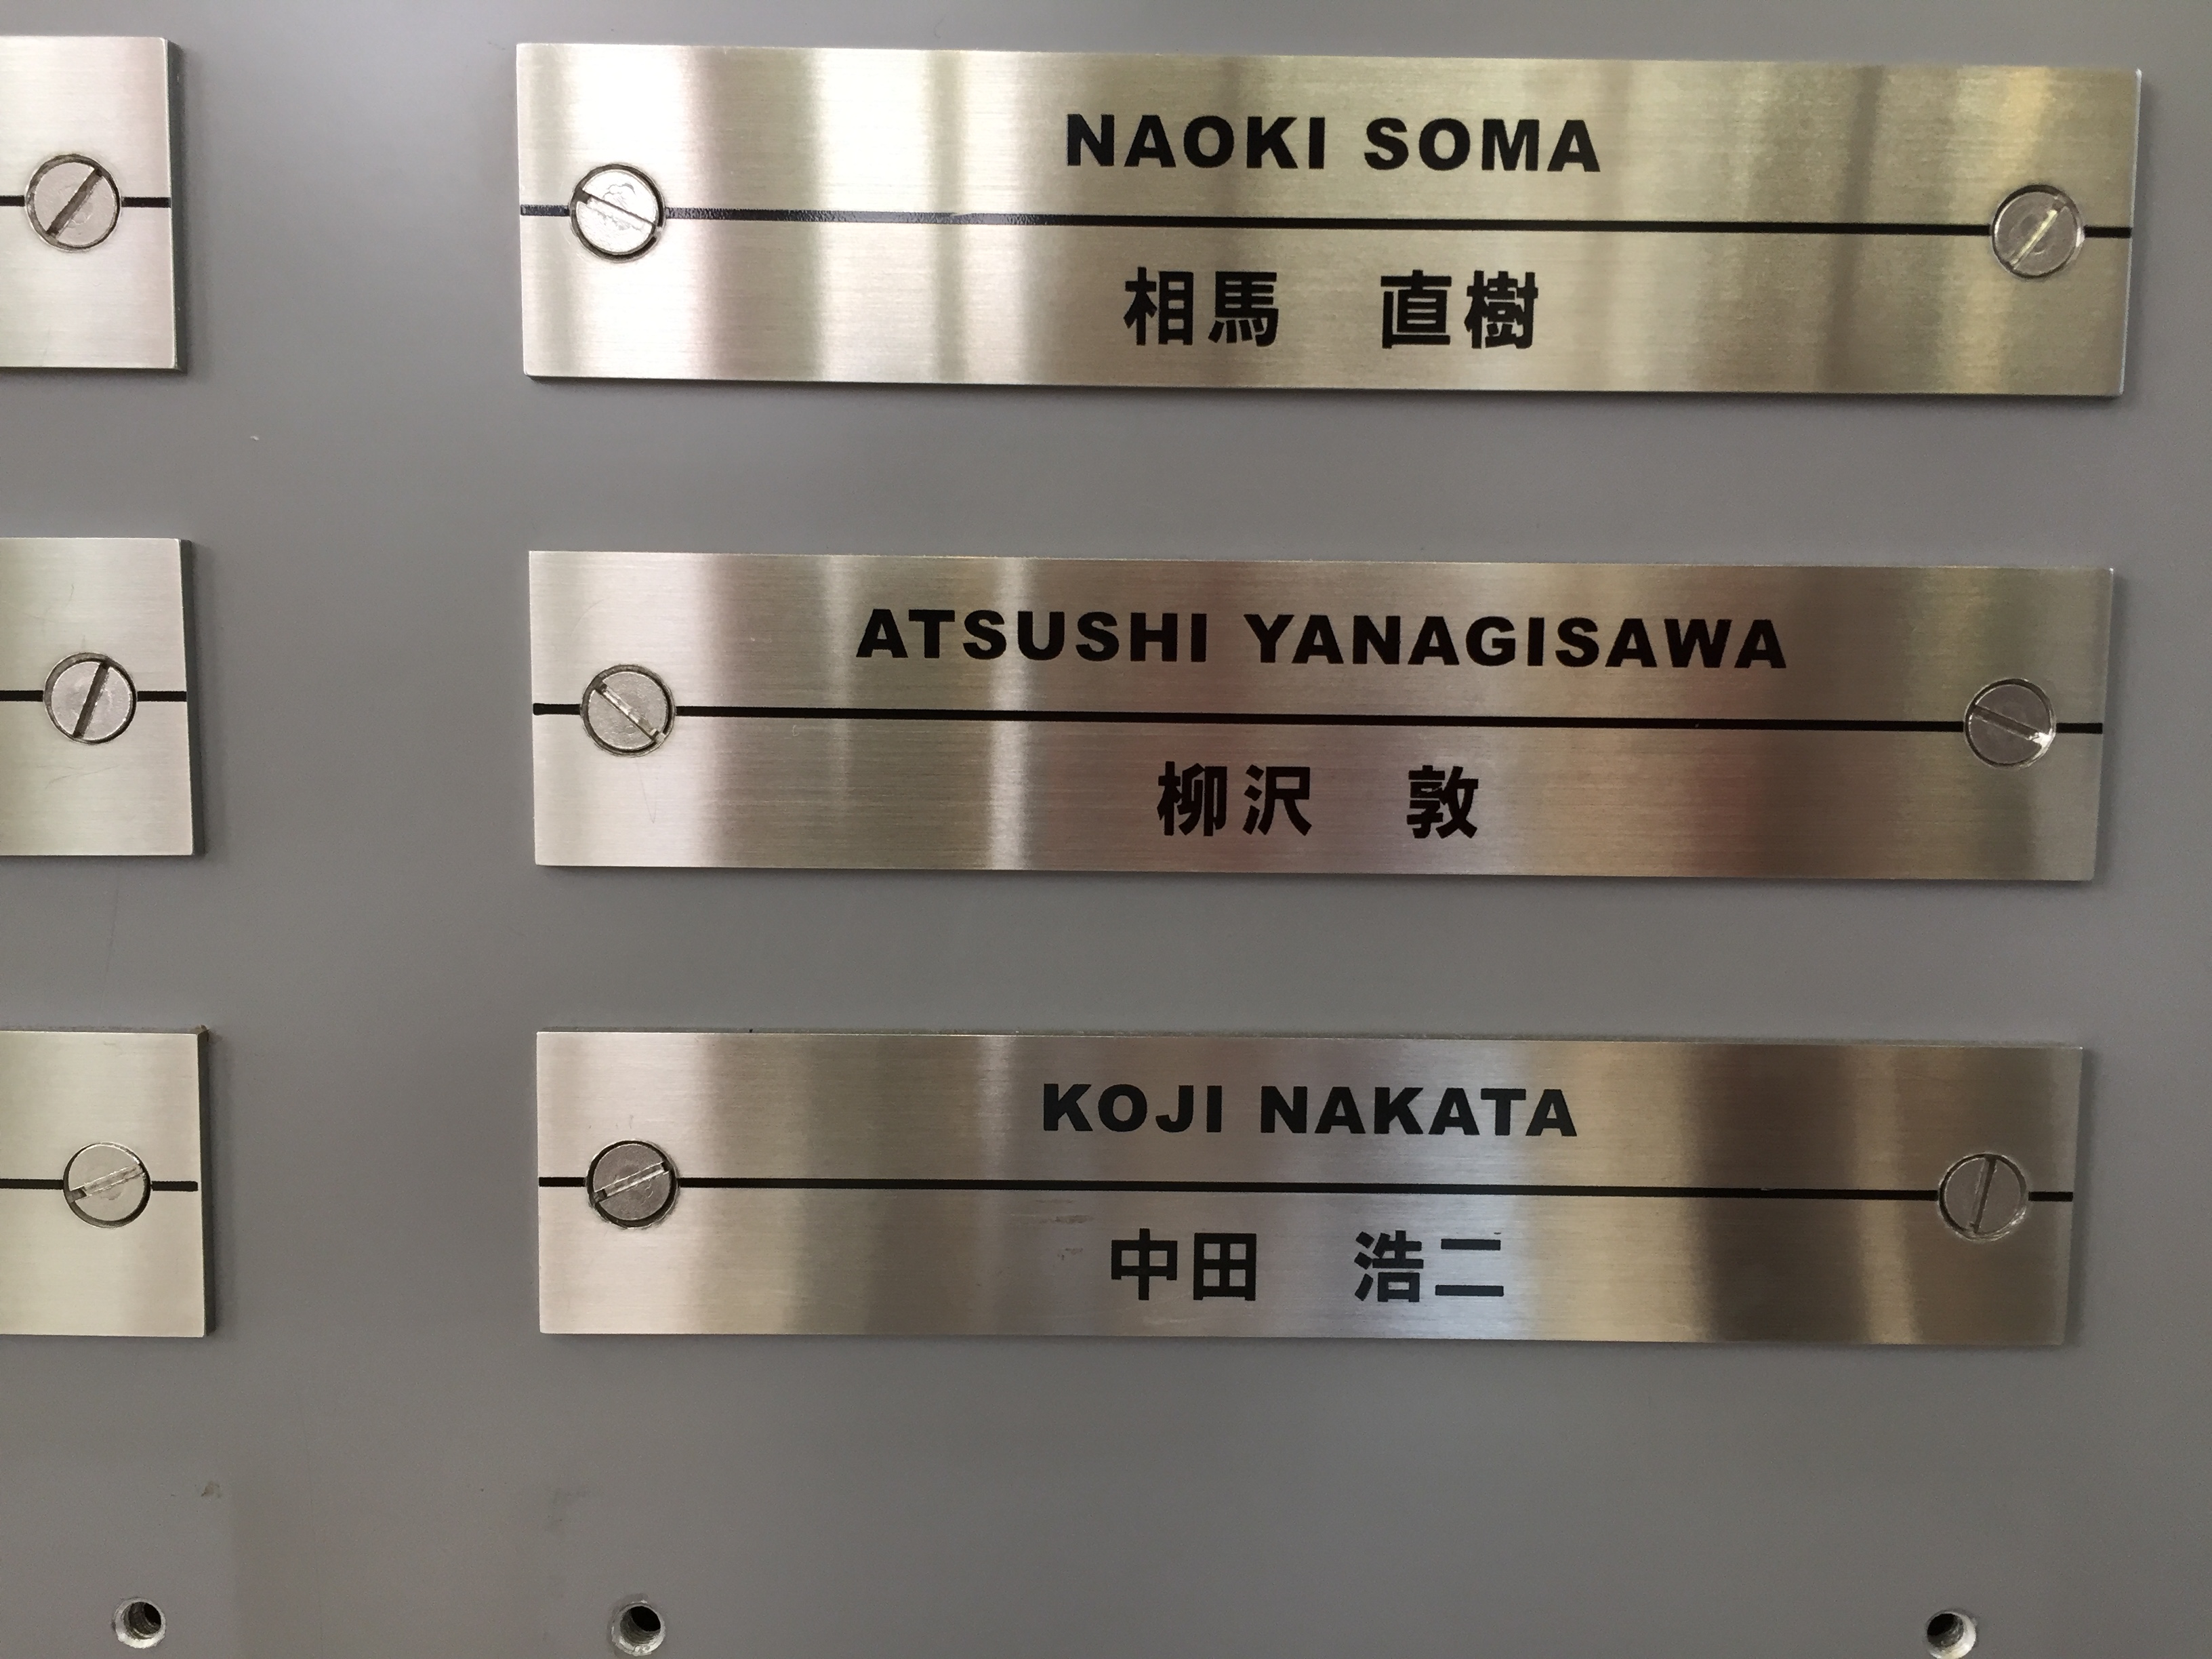 NAOKI SOMA
相馬　直樹
ATSUSHI YANAGISAWA
柳沢　敦
KOJI NAKATA
中田　浩二